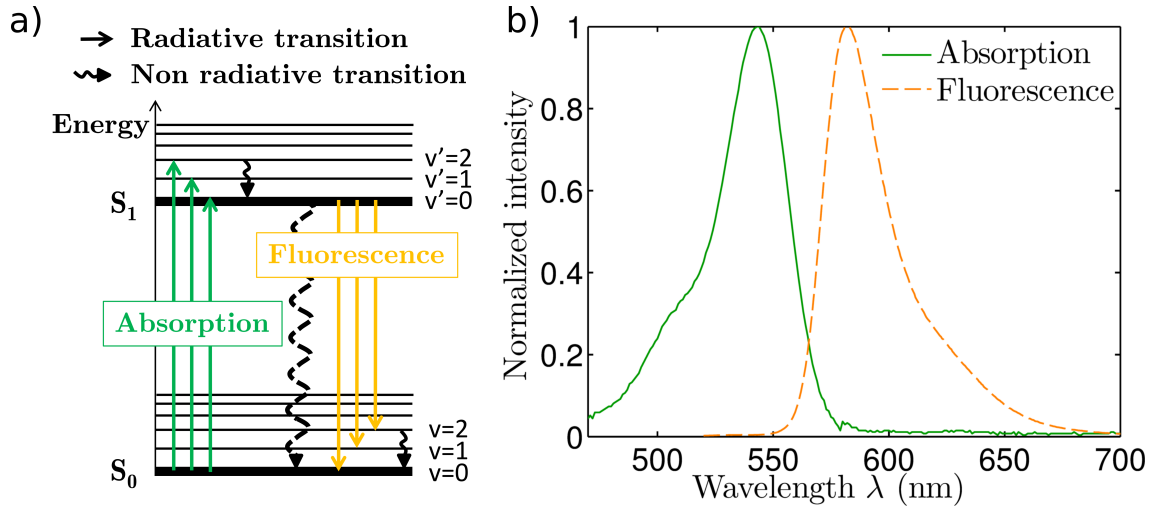 a)
Radiative transition
Non radiative transition
Energy
v'=2
v'=1
v'=0
S1
Fluorescence
Absorption
v=2
v=1
v=0
S0
b)
Absorption
Fluorescence
Normalized intensity
1
0.8
0.6
0.4
0.2
0
500 550 600 650 700
Wavelength λ (nm)